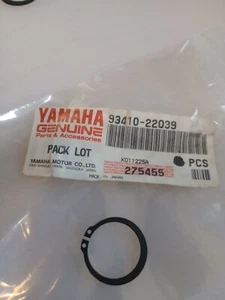 YAMAHA 93410-22039
GENUINE
Parts & Accessories
PACK LOT
K011225A
YAMAHA MOTOR CO., LTD.
PCS
275455